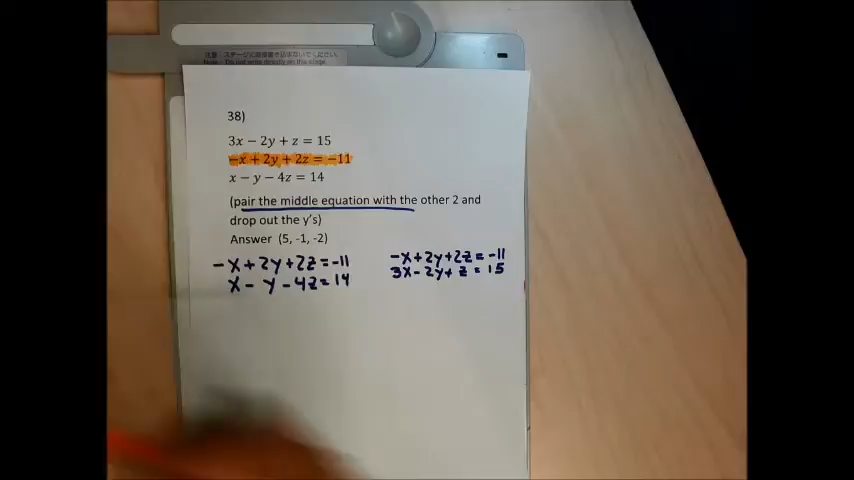 Note - Do not write directly on the stage.
38)
3x − 2y + z = 15
−x + 2y + 2z = −11
x − y − 4z = 14
(pair the middle equation with the other 2 and
drop out the y's)
Answer (5, -1, -2)
-x+2y+2z=-11
x- y -4z=14
-x+2y+2z=-11
3x-2y+ z = 15